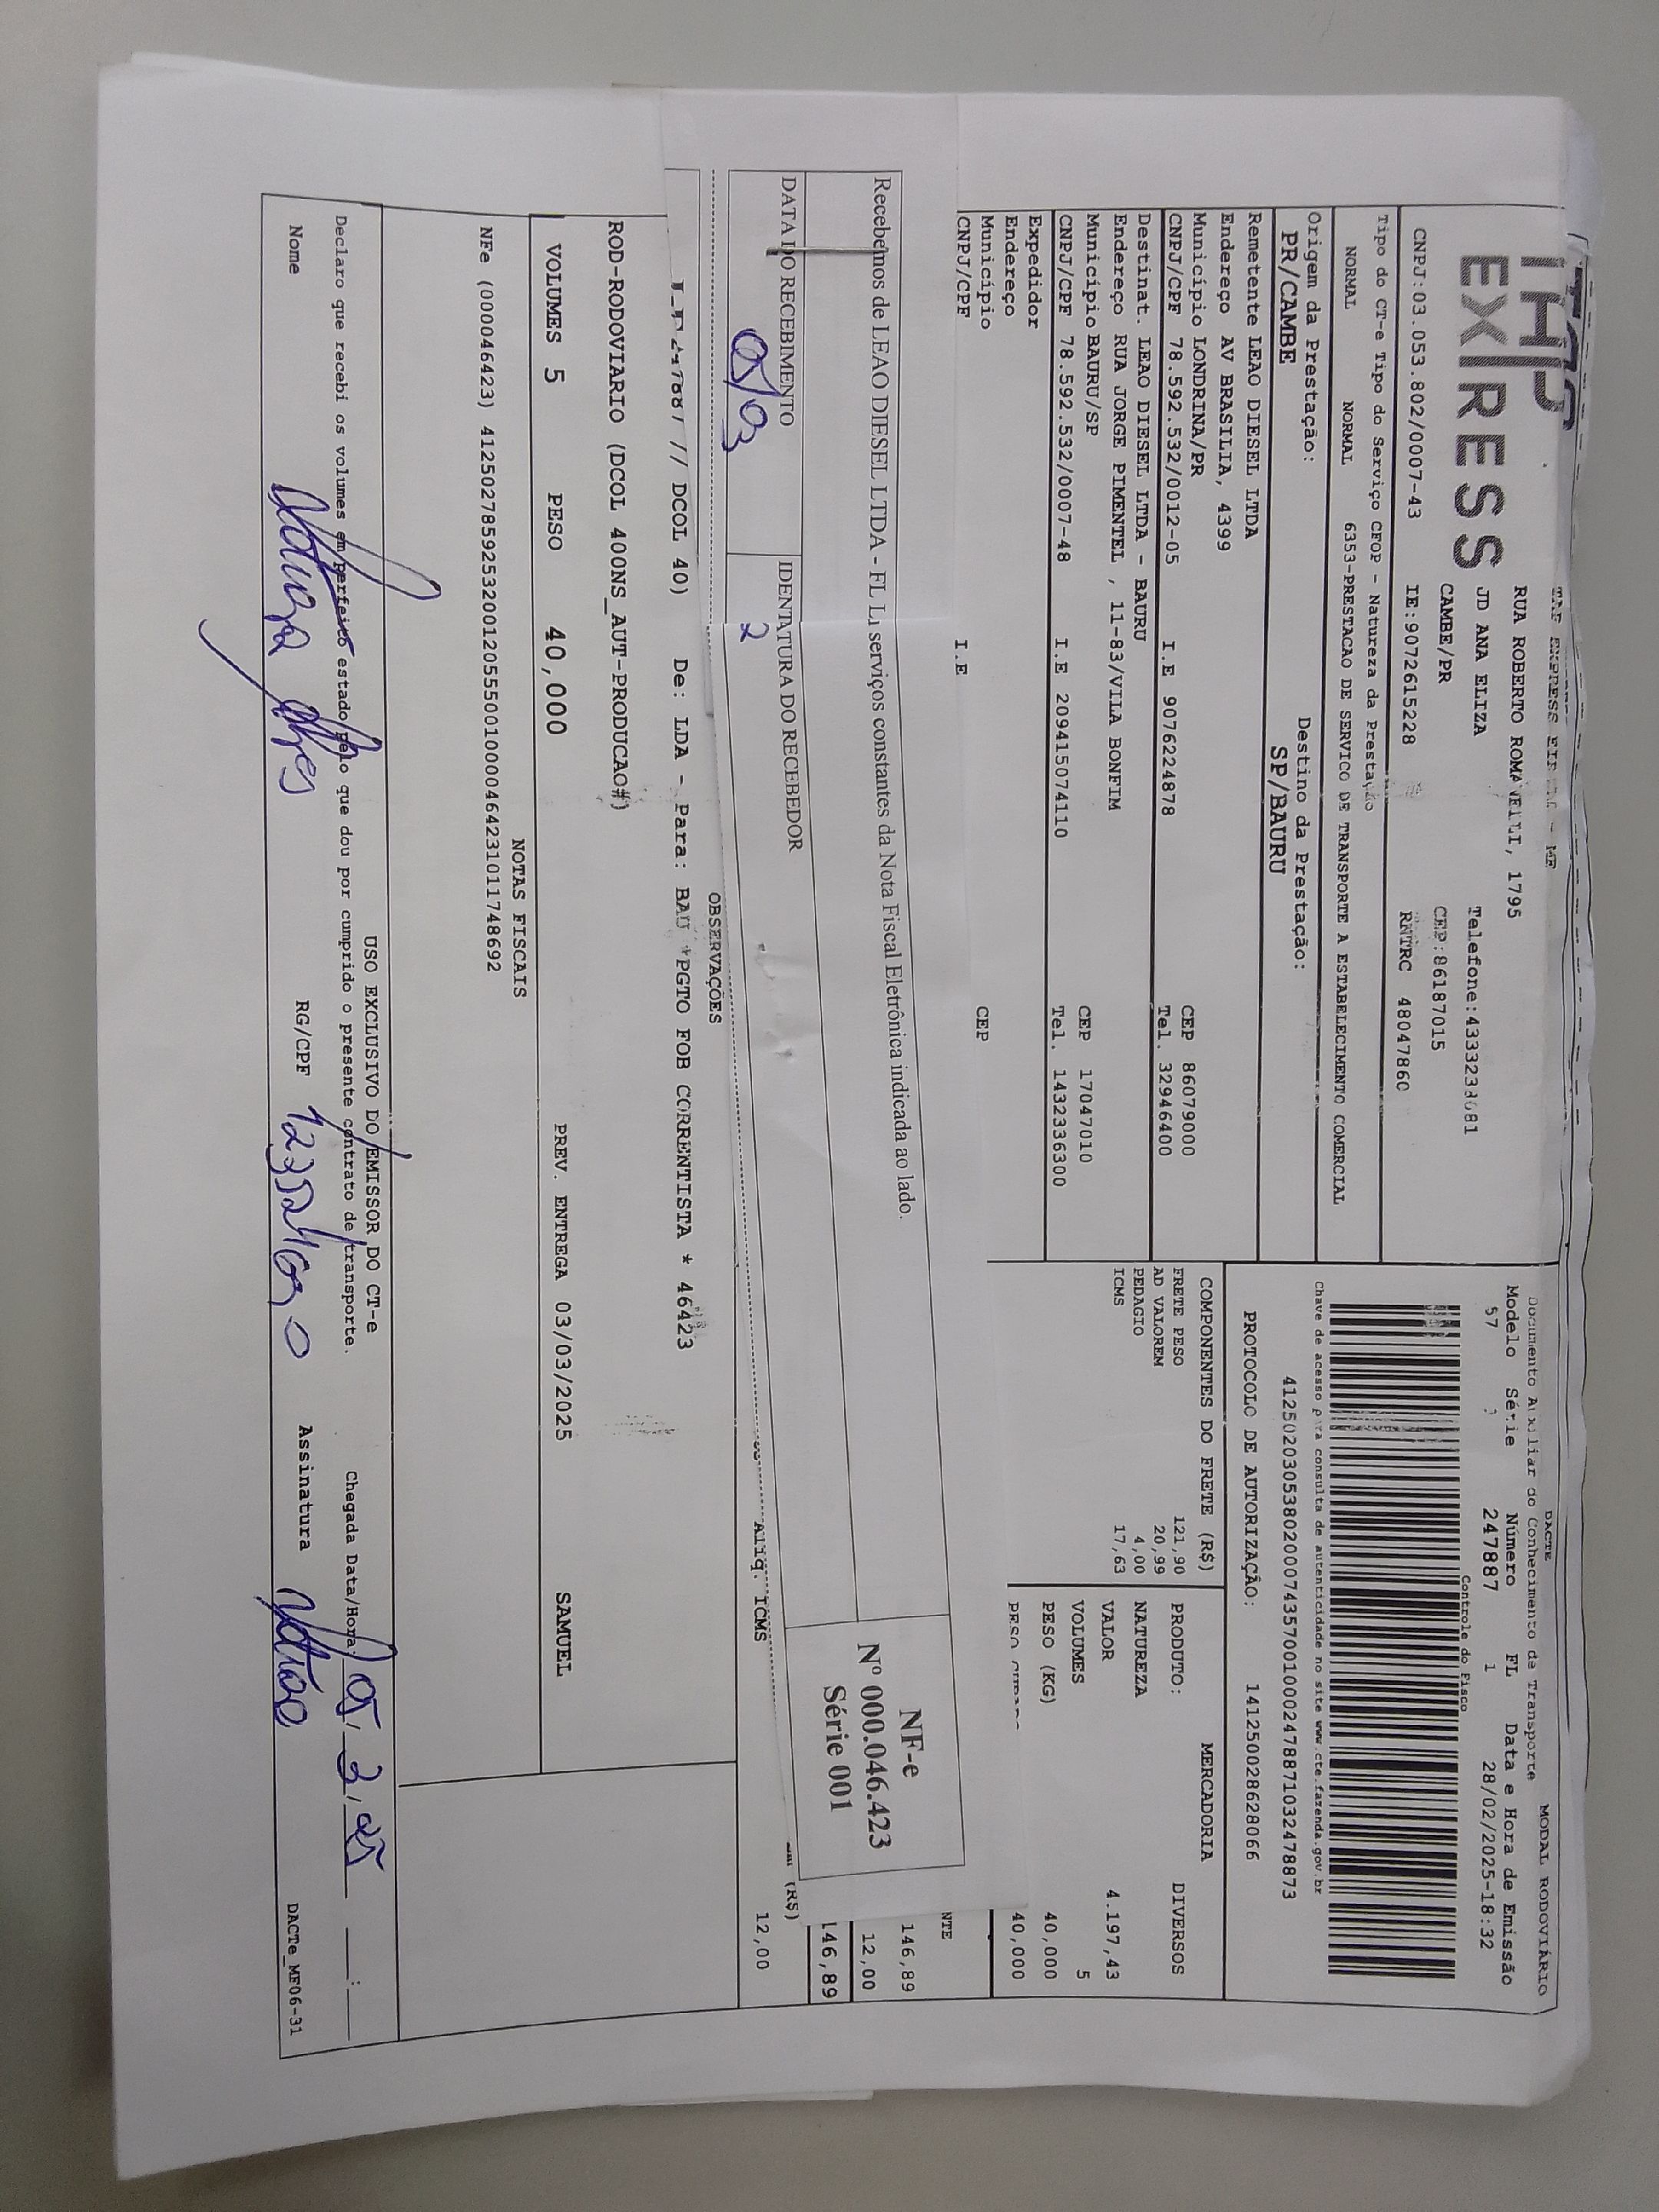 EXPRESS
RUA ROBERTO ROMANELLI, 1795
JD ANA ELIZA
Telefone:
CAMBE/PR
CEP:86187015
CNPJ:03.053.802/0007-43 IE:9072615228 RNTRC 48047860
DACTE
MODAL RODOVIÁRIO
Documento Auxiliar do Conhecimento de Transporte
Modelo Série Número FL Data e Hora de Emissão
57 247887 1 28/02/2025-18:32
Controle do Fisco
Chave de acesso para consulta de autenticidade no site www.cte.fazenda.gov.br
41250203053802000743570010002478871032478873
PROTOCOLO DE AUTORIZAÇÃO: 141250028628066
Tipo do CT-e Tipo do Serviço CFOP - Natureza da Prestação
NORMAL NORMAL 6353-PRESTACAO DE SERVICO DE TRANSPORTE A ESTABELECIMENTO COMERCIAL
Origem da Prestação: Destino da Prestação:
PR/CAMBE SP/BAURU
Remetente LEAO DIESEL LTDA
Endereço AV BRASILIA, 4399
Município LONDRINA/PR CEP 86079000
CNPJ/CPF 78.592.532/0012-05 I.E 9076224878 Tel. 32946400
Destinat. LEAO DIESEL LTDA - BAURU
Endereço RUA JORGE PIMENTEL , 11-83/VILA BONFIM
Município BAURU/SP CEP 17047010
CNPJ/CPF 78.592.532/0007-48 I.E 209415074110 Tel. 1432336300
Expedidor
Endereço
Município CEP
CNPJ/CPF I.E
COMPONENTES DO FRETE (R$)
FRETE PESO 121,90
AD VALOREM 20,99
PEDAGIO 4,00
ICMS 17,63
MERCADORIA
PRODUTO: DIVERSOS
NATUREZA
VALOR 4.197,43
VOLUMES 5
PESO (KG) 40,000
PESO 40,000
NTE
146,89
12,00
146,89
(R$)
Aliq. ICMS 12,00
Recebemos de LEAO DIESEL LTDA - FL serviços constantes da Nota Fiscal Eletrônica indicada ao lado.
DATA DO RECEBIMENTO
05/03
IDENTATURA DO RECEBEDOR
2
NF-e
Nº 000.046.423
Série 001
OBSERVAÇÕES
// DCOL 40) De: LDA - Para: BAU *PGTO FOB CORRENTISTA * 46423
ROD-RODOVIARIO (DCOL 400NS_AUT-PRODUCAO#)
VOLUMES 5 PESO 40,000 PREV. ENTREGA 03/03/2025 SAMUEL
NOTAS FISCAIS
NFe (000046423) 41250278592532001205550010000464231011748692
USO EXCLUSIVO DO EMISSOR DO CT-e
Declaro que recebi os volumes em perfeito estado pelo que dou por cumprido o presente contrato de transporte.
Chegada Data/Hora 05/3/25 __:__
Nome RG/CPF Assinatura
DACTe_MF06-31